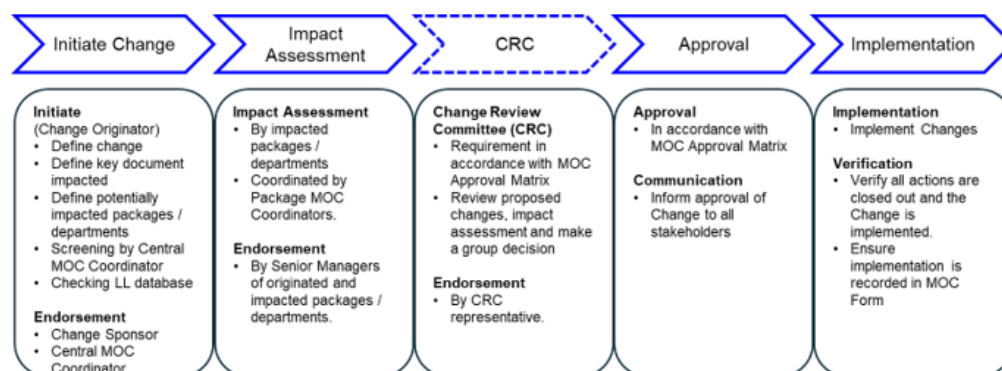 Initiate Change
Impact
Assessment
CRC
Approval
Implementation
Initiate
(Change Originator)
• Define change
• Define key document
impacted
• Define potentially
impacted packages /
departments
• Screening by Central
MOC Coordinator
• Checking LL database
Endorsement
• Change Sponsor
• Central MOC
Coordinator
Impact Assessment
• By impacted
packages /
departments
• Coordinated by
Package MOC
Coordinators.
Endorsement
• By Senior Managers
of originated and
impacted packages /
departments.
Change Review
Committee (CRC)
• Requirement in
accordance with MOC
Approval Matrix
• Review proposed
changes, impact
assessment and make
a group decision
Endorsement
• By CRC
representative.
Approval
• In accordance with
MOC Approval Matrix
Communication
• Inform approval of
Change to all
stakeholders
Implementation
• Implement Changes
Verification
• Verify all actions are
closed out and the
Change is
implemented.
• Ensure
implementation is
recorded in MOC
Form